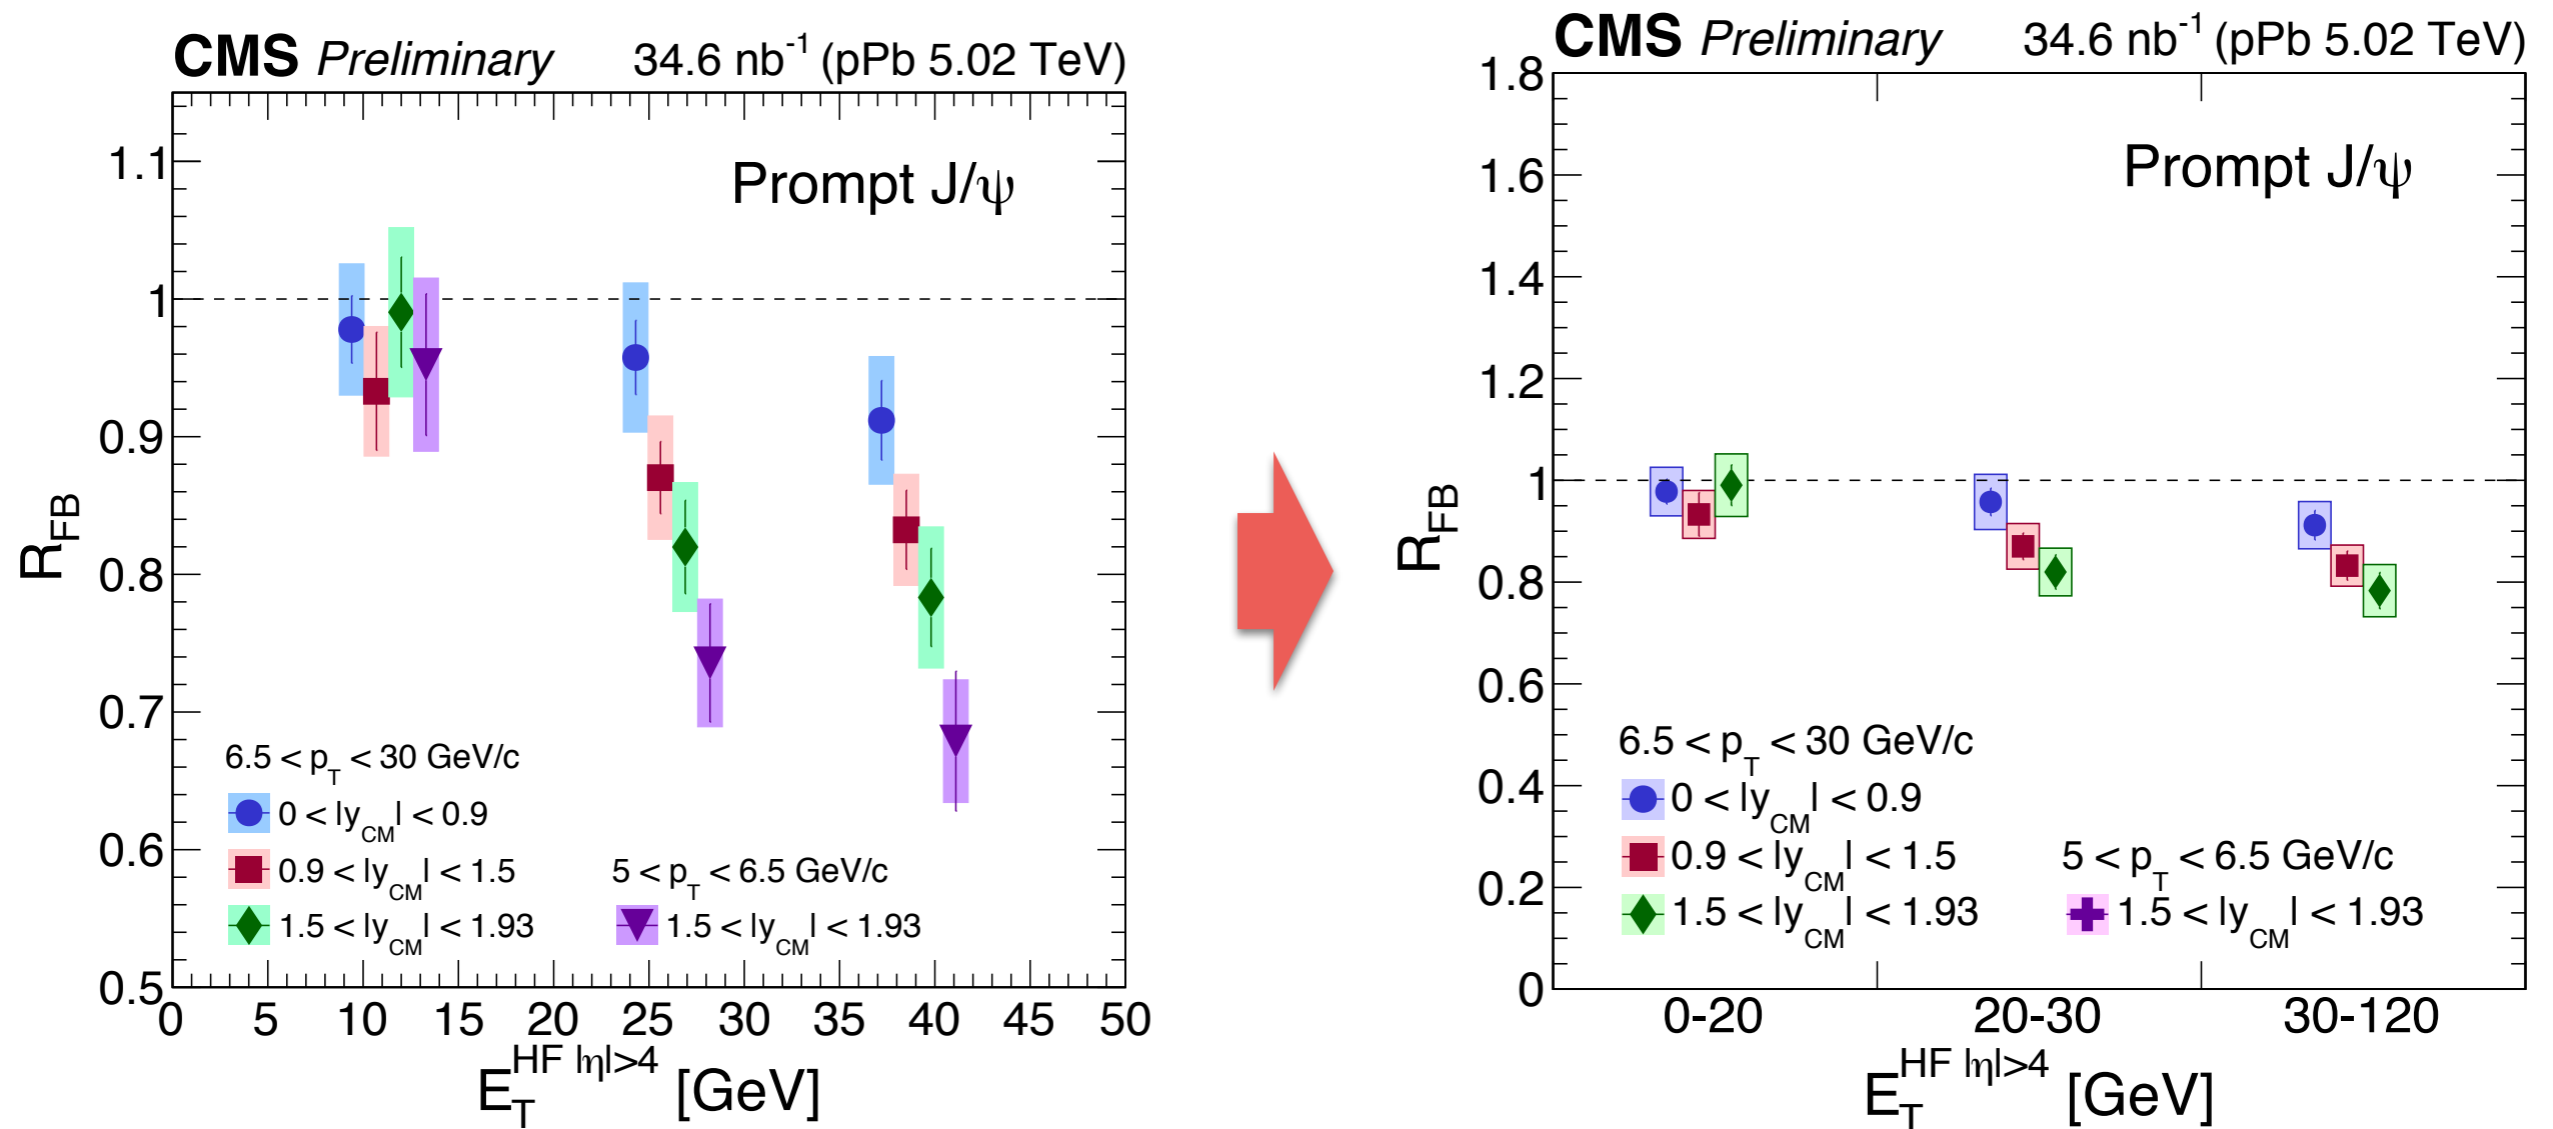 CMS Preliminary 34.6 nb-1 (pPb 5.02 TeV)
Prompt J/ψ
1.1
1
0.9
0.8
0.7
0.6
0.5
RFB
6.5 < pT < 30 GeV/c
0 < |yCM| < 0.9
0.9 < |yCM| < 1.5
1.5 < |yCM| < 1.93
5 < pT < 6.5 GeV/c
1.5 < |yCM| < 1.93
0 5 10 15 20 25 30 35 40 45 50
ETHF |η|>4 [GeV]
CMS Preliminary 34.6 nb-1 (pPb 5.02 TeV)
Prompt J/ψ
1.8
1.6
1.4
1.2
1
0.8
0.6
0.4
0.2
0
RFB
6.5 < pT < 30 GeV/c
0 < |yCM| < 0.9
0.9 < |yCM| < 1.5
1.5 < |yCM| < 1.93
5 < pT < 6.5 GeV/c
1.5 < |yCM| < 1.93
0-20 20-30 30-120
ETHF |η|>4 [GeV]